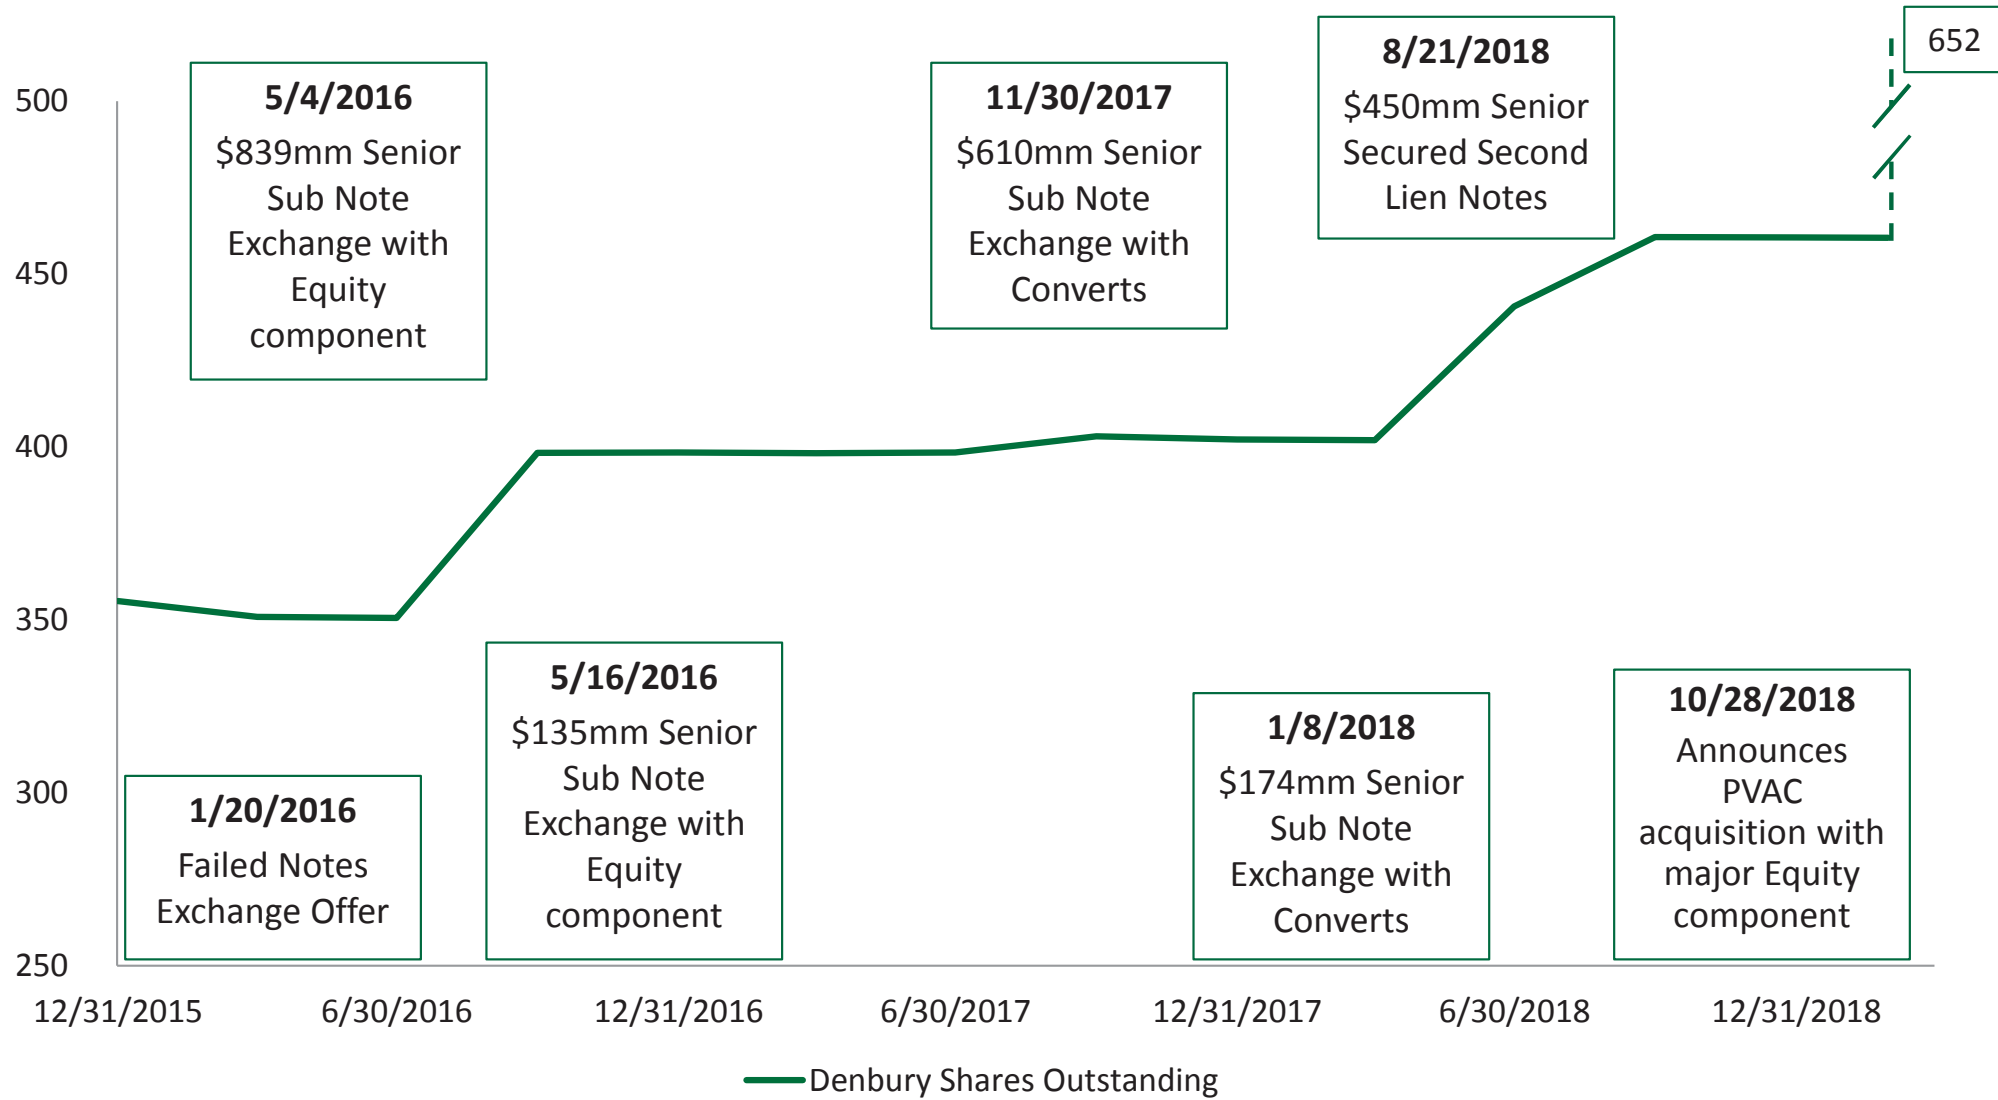 652
8/21/2018
$450mm Senior
Secured Second
Lien Notes
5/4/2016
$839mm Senior
Sub Note
Exchange with
Equity
component
11/30/2017
$610mm Senior
Sub Note
Exchange with
Converts
500
450
400
350
300
250
5/16/2016
$135mm Senior
Sub Note
Exchange with
Equity
component
10/28/2018
Announces
PVAC
acquisition with
major Equity
component
1/8/2018
$174mm Senior
Sub Note
Exchange with
Converts
1/20/2016
Failed Notes
Exchange Offer
12/31/2015
6/30/2016
12/31/2016
6/30/2017
12/31/2017
6/30/2018
12/31/2018
Denbury Shares Outstanding